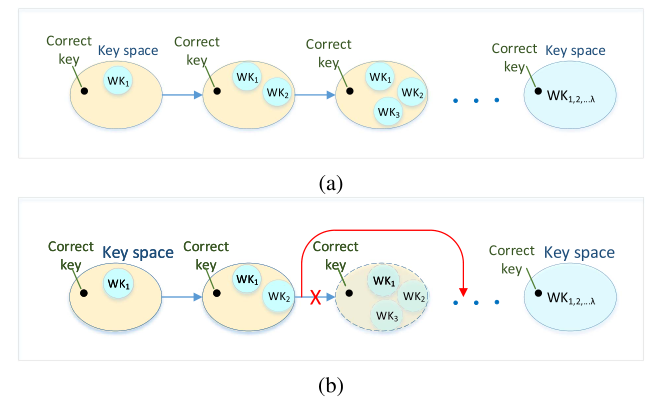 Correct
key
Key space
WK1
Correct
key
WK1
WK2
Correct
key
WK1
WK2
WK3
Correct
key
Key space
WK1,2,...λ
(a)
Correct
key
Key space
WK1
Correct
key
WK1
WK2
X
Correct
key
WK1
WK2
WK3
Correct
key
Key space
WK1,2,...λ
(b)